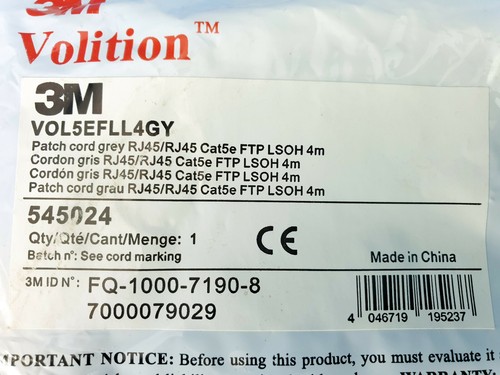 3M
Volition™
3M
VOL5EFLL4GY
Patch cord grey RJ45/RJ45 Cat5e FTP LSOH 4m
Cordon gris RJ45/RJ45 Cat5e FTP LSOH 4m
Cordón gris RJ45/RJ45 Cat5e FTP LSOH 4m
Patch cord grau RJ45/RJ45 Cat5e FTP LSOH 4m
545024
Qty/Qté/Cant/Menge: 1
CE
Batch n°: See cord marking
Made in China
3M ID N°: FQ-1000-7190-8
7000079029
4 046719 195237
PORTANT NOTICE: Before using this product, you must evaluate it